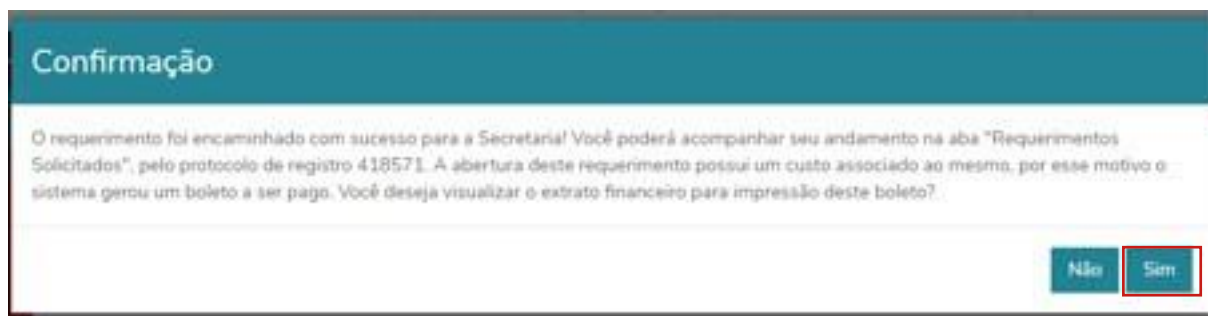 Confirmação
O requerimento foi encaminhado com sucesso para a Secretaria! Você poderá acompanhar seu andamento na aba "Requerimentos
Solicitados", pelo protocolo de registro 418571. A abertura deste requerimento possui um custo associado ao mesmo, por esse motivo o
sistema gerou um boleto a ser pago. Você deseja visualizar o extrato financeiro para impressão deste boleto?
Não Sim